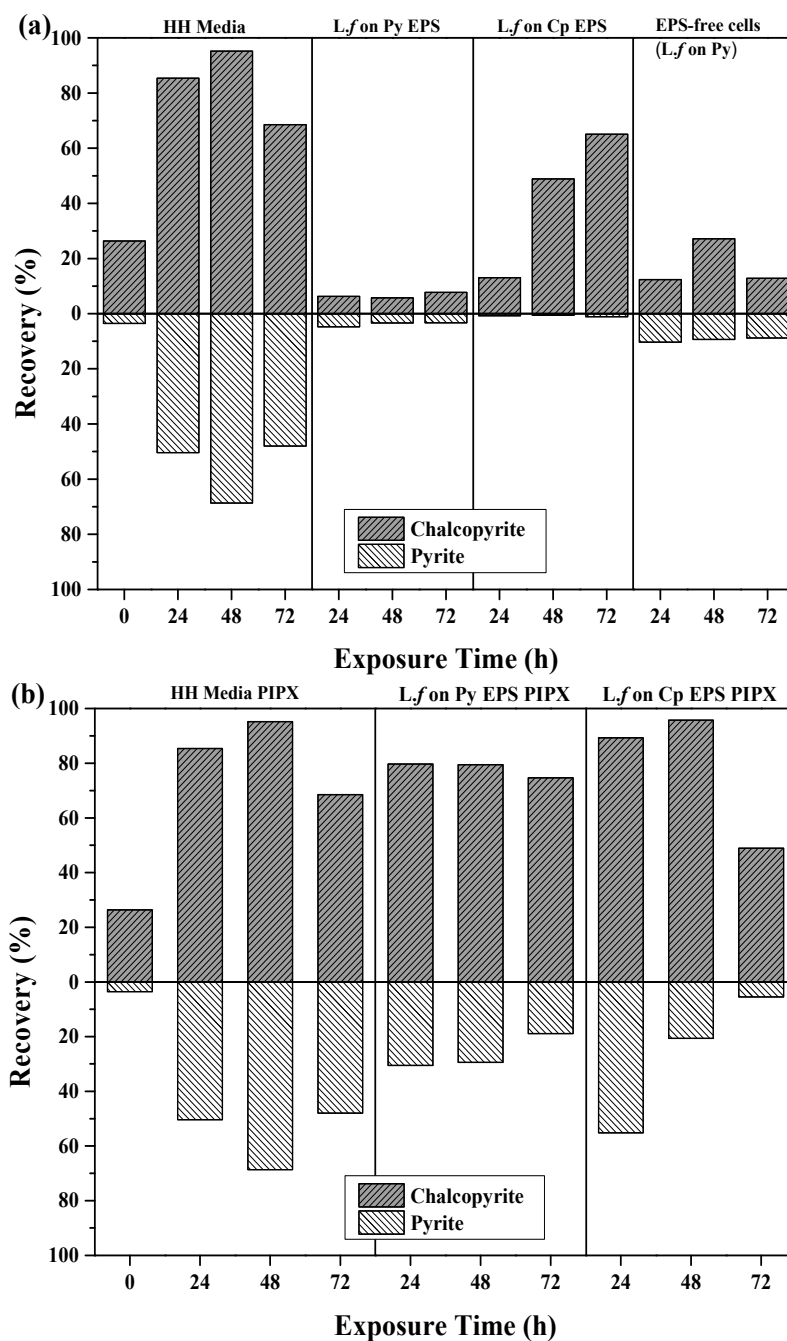 (a)
HH Media
L.f on Py EPS
L.f on Cp EPS
EPS-free cells
(L.f on Py)
100
80
60
40
20
0
20
40
60
80
100
Recovery (%)
Chalcopyrite
Pyrite
0 24 48 72 24 48 72 24 48 72 24 48 72
Exposure Time (h)
(b)
HH Media PIPX
L.f on Py EPS PIPX
L.f on Cp EPS PIPX
100
80
60
40
20
0
20
40
60
80
100
Recovery (%)
Chalcopyrite
Pyrite
0 24 48 72 24 48 72 24 48 72
Exposure Time (h)